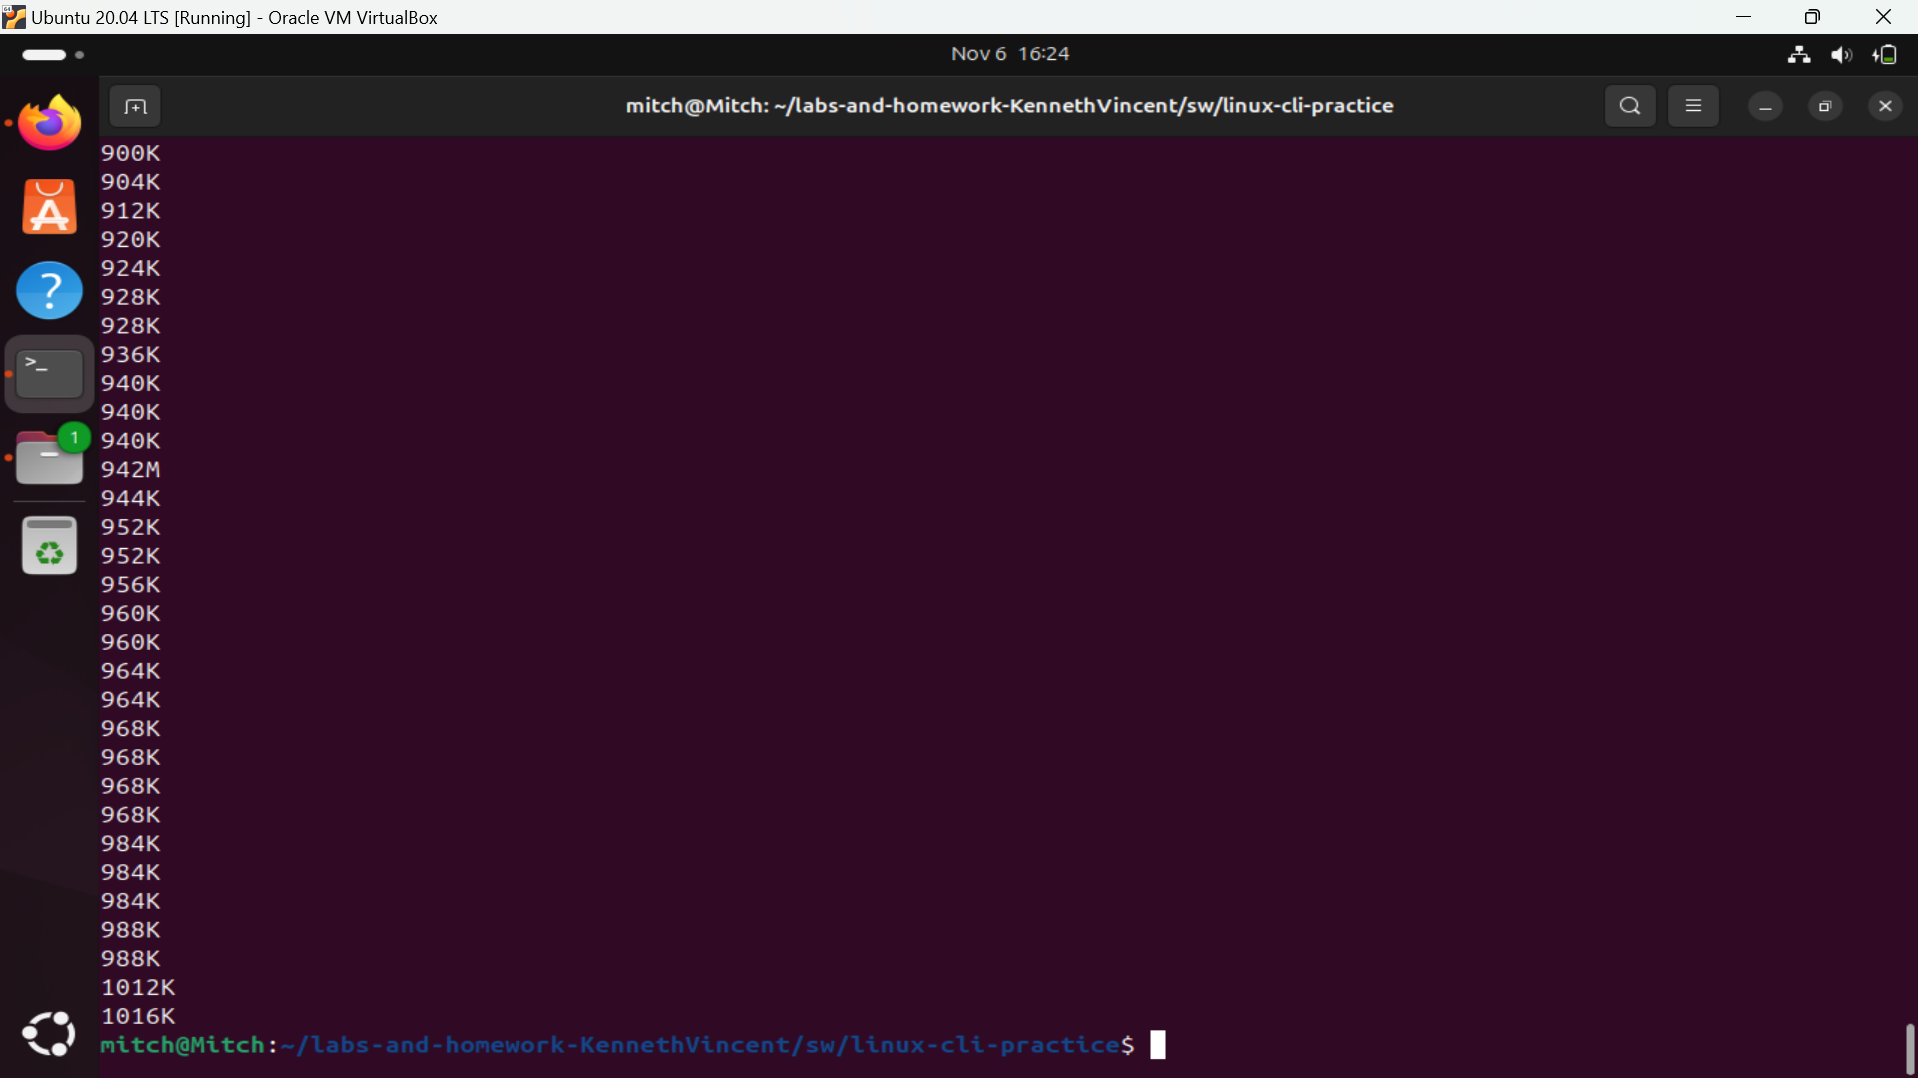 Ubuntu 20.04 LTS [Running] - Oracle VM VirtualBox
Nov 6 16:24
mitch@Mitch: ~/labs-and-homework-KennethVincent/sw/linux-cli-practice
900K
904K
912K
920K
924K
928K
928K
936K
940K
940K
940K
942M
944K
952K
952K
956K
960K
960K
964K
964K
968K
968K
968K
968K
984K
984K
984K
988K
988K
1012K
1016K
mitch@Mitch:~/labs-and-homework-KennethVincent/sw/linux-cli-practice$
1